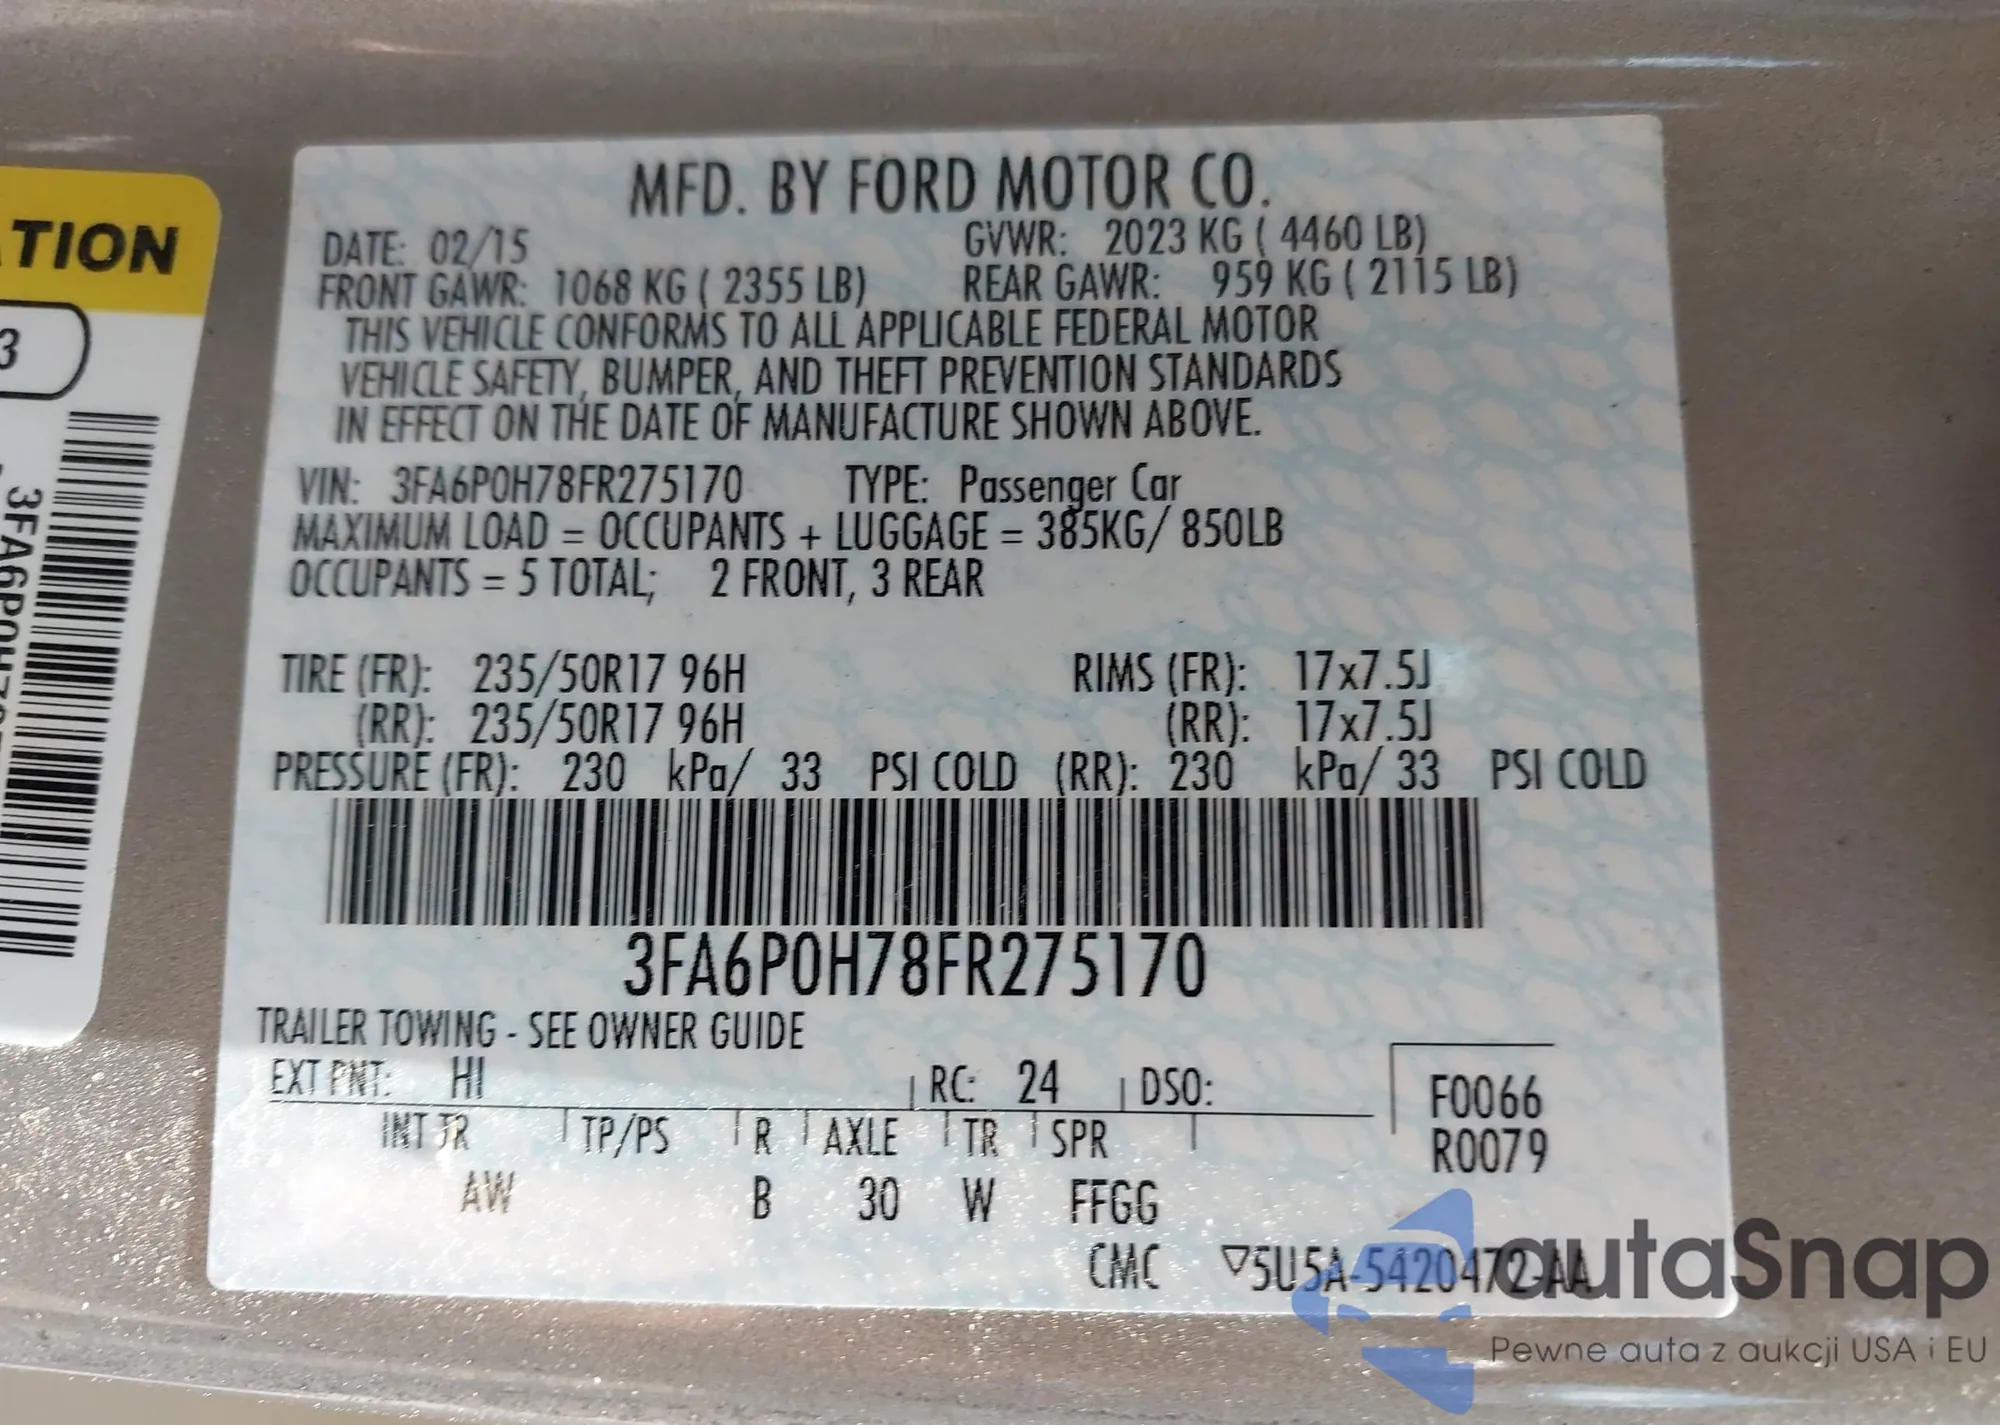 MFD. BY FORD MOTOR CO.
DATE: 02/15 GVWR: 2023 KG ( 4460 LB)
FRONT GAWR: 1068 KG ( 2355 LB) REAR GAWR: 959 KG ( 2115 LB)
THIS VEHICLE CONFORMS TO ALL APPLICABLE FEDERAL MOTOR
VEHICLE SAFETY, BUMPER, AND THEFT PREVENTION STANDARDS
IN EFFECT ON THE DATE OF MANUFACTURE SHOWN ABOVE.
VIN: 3FA6P0H78FR275170 TYPE: Passenger Car
MAXIMUM LOAD = OCCUPANTS + LUGGAGE = 385KG/ 850LB
OCCUPANTS = 5 TOTAL; 2 FRONT, 3 REAR
TIRE (FR): 235/50R17 96H RIMS (FR): 17x7.5J
(RR): 235/50R17 96H (RR): 17x7.5J
PRESSURE (FR): 230 kPa/ 33 PSI COLD (RR): 230 kPa/ 33 PSI COLD
3FA6P0H78FR275170
TRAILER TOWING - SEE OWNER GUIDE
EXT PNT: HI RC: 24 DSO:
F0066
R0079
INT TR TP/PS R AXLE TR SPR
AW B 30 W FFGG
CMC ▽5U5A-5420472-AA
TION
3
autaSnap
Pewne auta z aukcji USA i EU